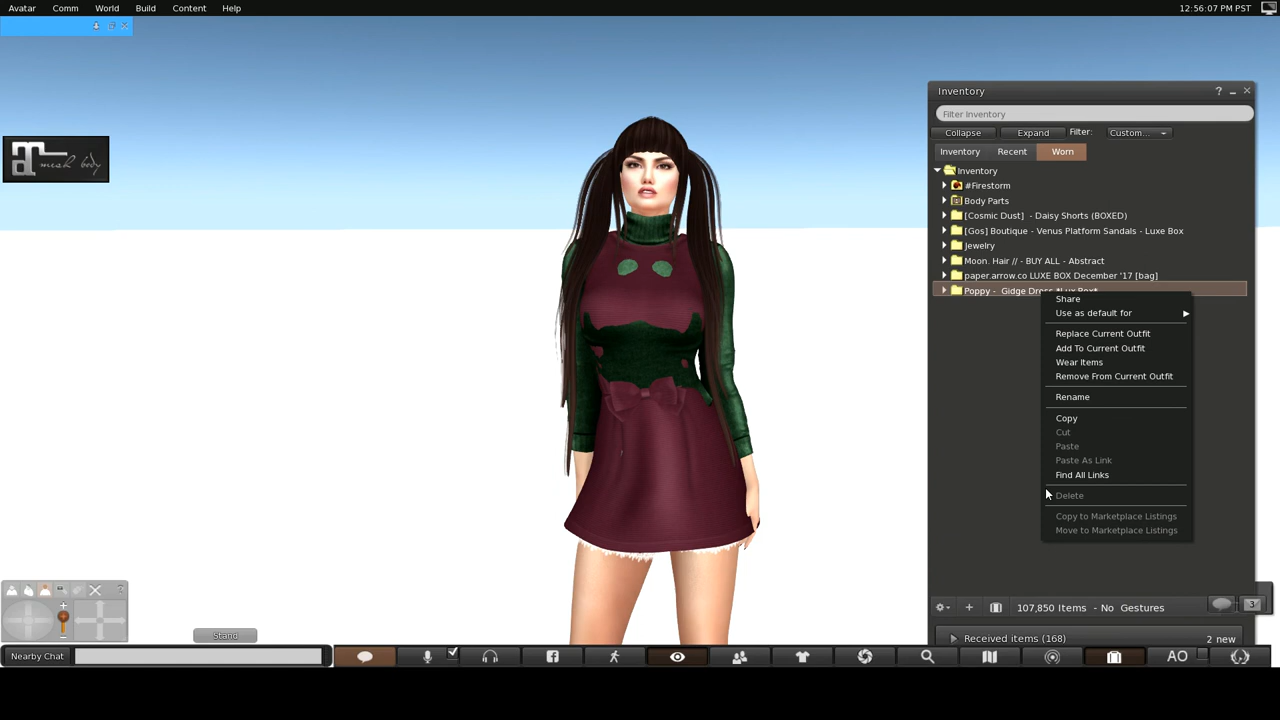 Avatar Comm World Build Content Help 12:56:07 PM PST
mesh body
Inventory ?
Filter Inventory
Collapse Expand Filter: Custom...
Inventory Recent Worn
Inventory
#Firestorm
Body Parts
[Cosmic Dust] - Daisy Shorts (BOXED)
[Gos] Boutique - Venus Platform Sandals - Luxe Box
Jewelry
Moon. Hair // - BUY ALL - Abstract
paper.arrow.co LUXE BOX December '17 [bag]
Poppy - Gidge Dress *Lux Box*
Share
Use as default for
Replace Current Outfit
Add To Current Outfit
Wear Items
Remove From Current Outfit
Rename
Copy
Cut
Paste
Paste As Link
Find All Links
Delete
Copy to Marketplace Listings
Move to Marketplace Listings
107,850 Items - No Gestures
3
Received items (168) 2 new
?
Stand
Nearby Chat
AO